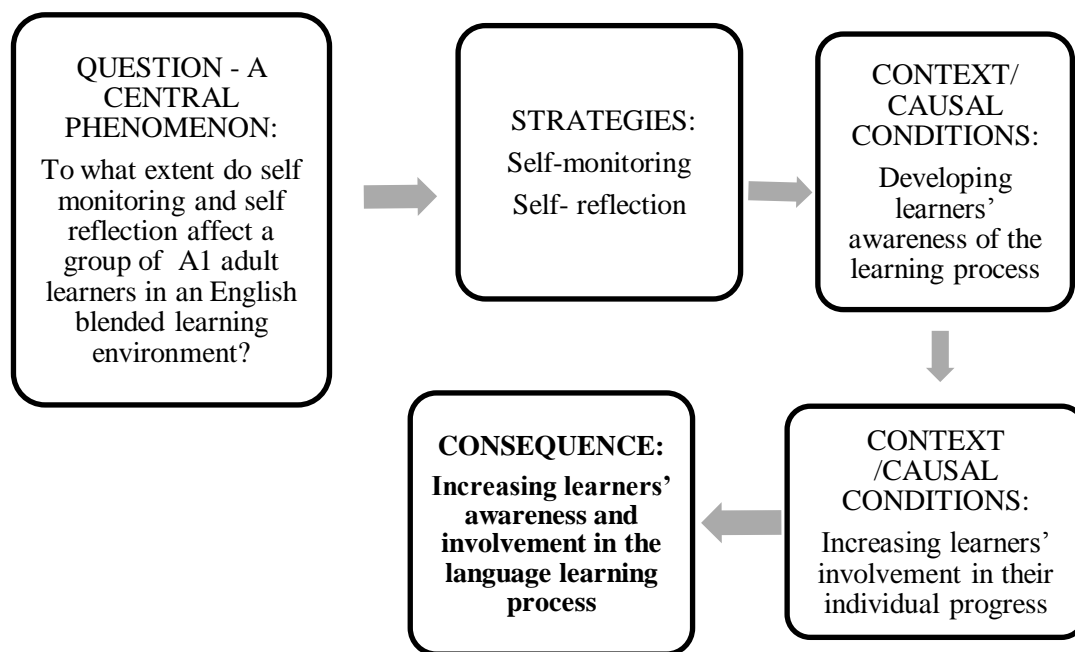 QUESTION - A
CENTRAL
PHENOMENON:
To what extent do self
monitoring and self
reflection affect a
group of A1 adult
learners in an English
blended learning
environment?
STRATEGIES:
Self-monitoring
Self- reflection
CONTEXT/
CAUSAL
CONDITIONS:
Developing
learners’
awareness of the
learning process
CONTEXT
/CAUSAL
CONDITIONS:
Increasing learners’
involvement in their
individual progress
CONSEQUENCE:
Increasing learners’
awareness and
involvement in the
language learning
process